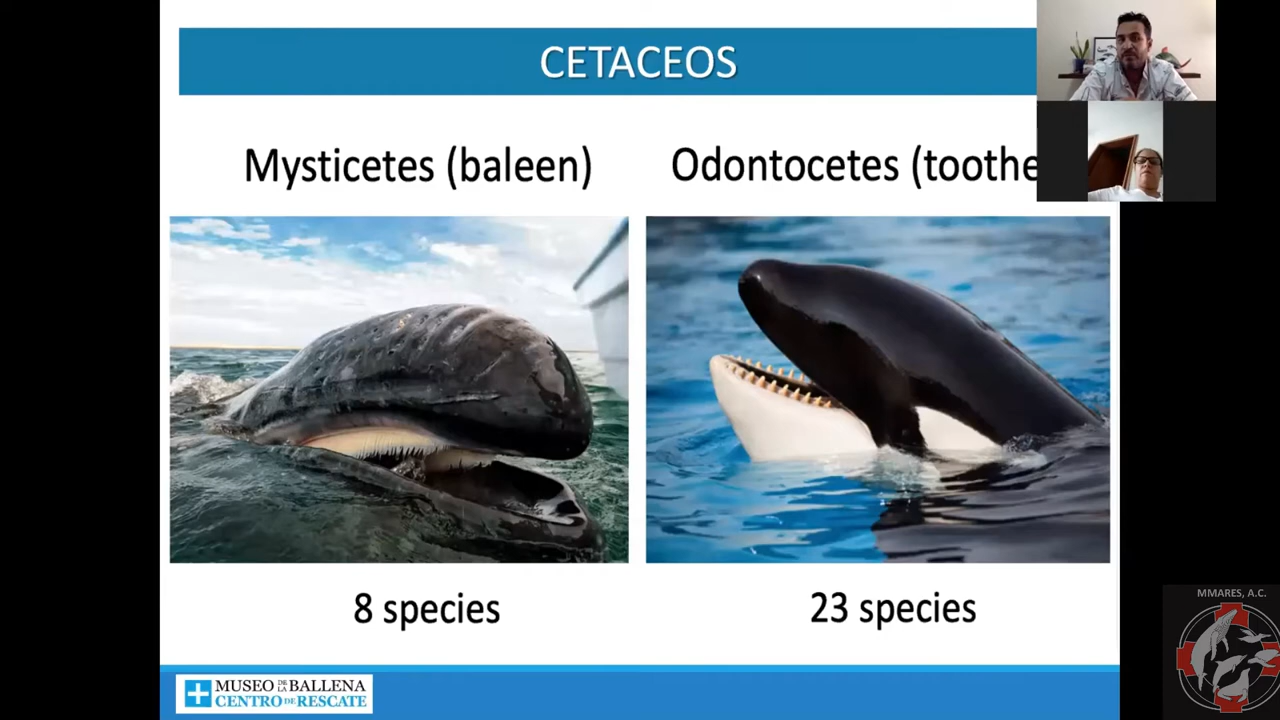 CETACEOS
Mysticetes (baleen)
Odontocetes (toothe
8 species
23 species
MUSEO DE LA BALLENA
CENTRO DE RESCATE
MMARES, A.C.